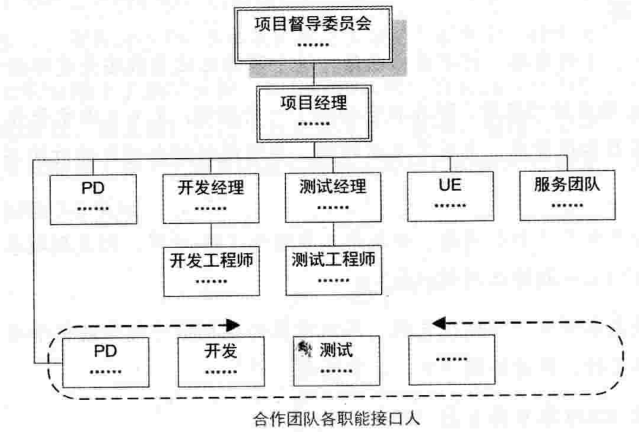 项目督导委员会
……
项目经理
……
PD
……
开发经理
……
测试经理
……
UE
……
服务团队
……
开发工程师
……
测试工程师
……
PD
……
开发
……
测试
……
……
合作团队各职能接口人